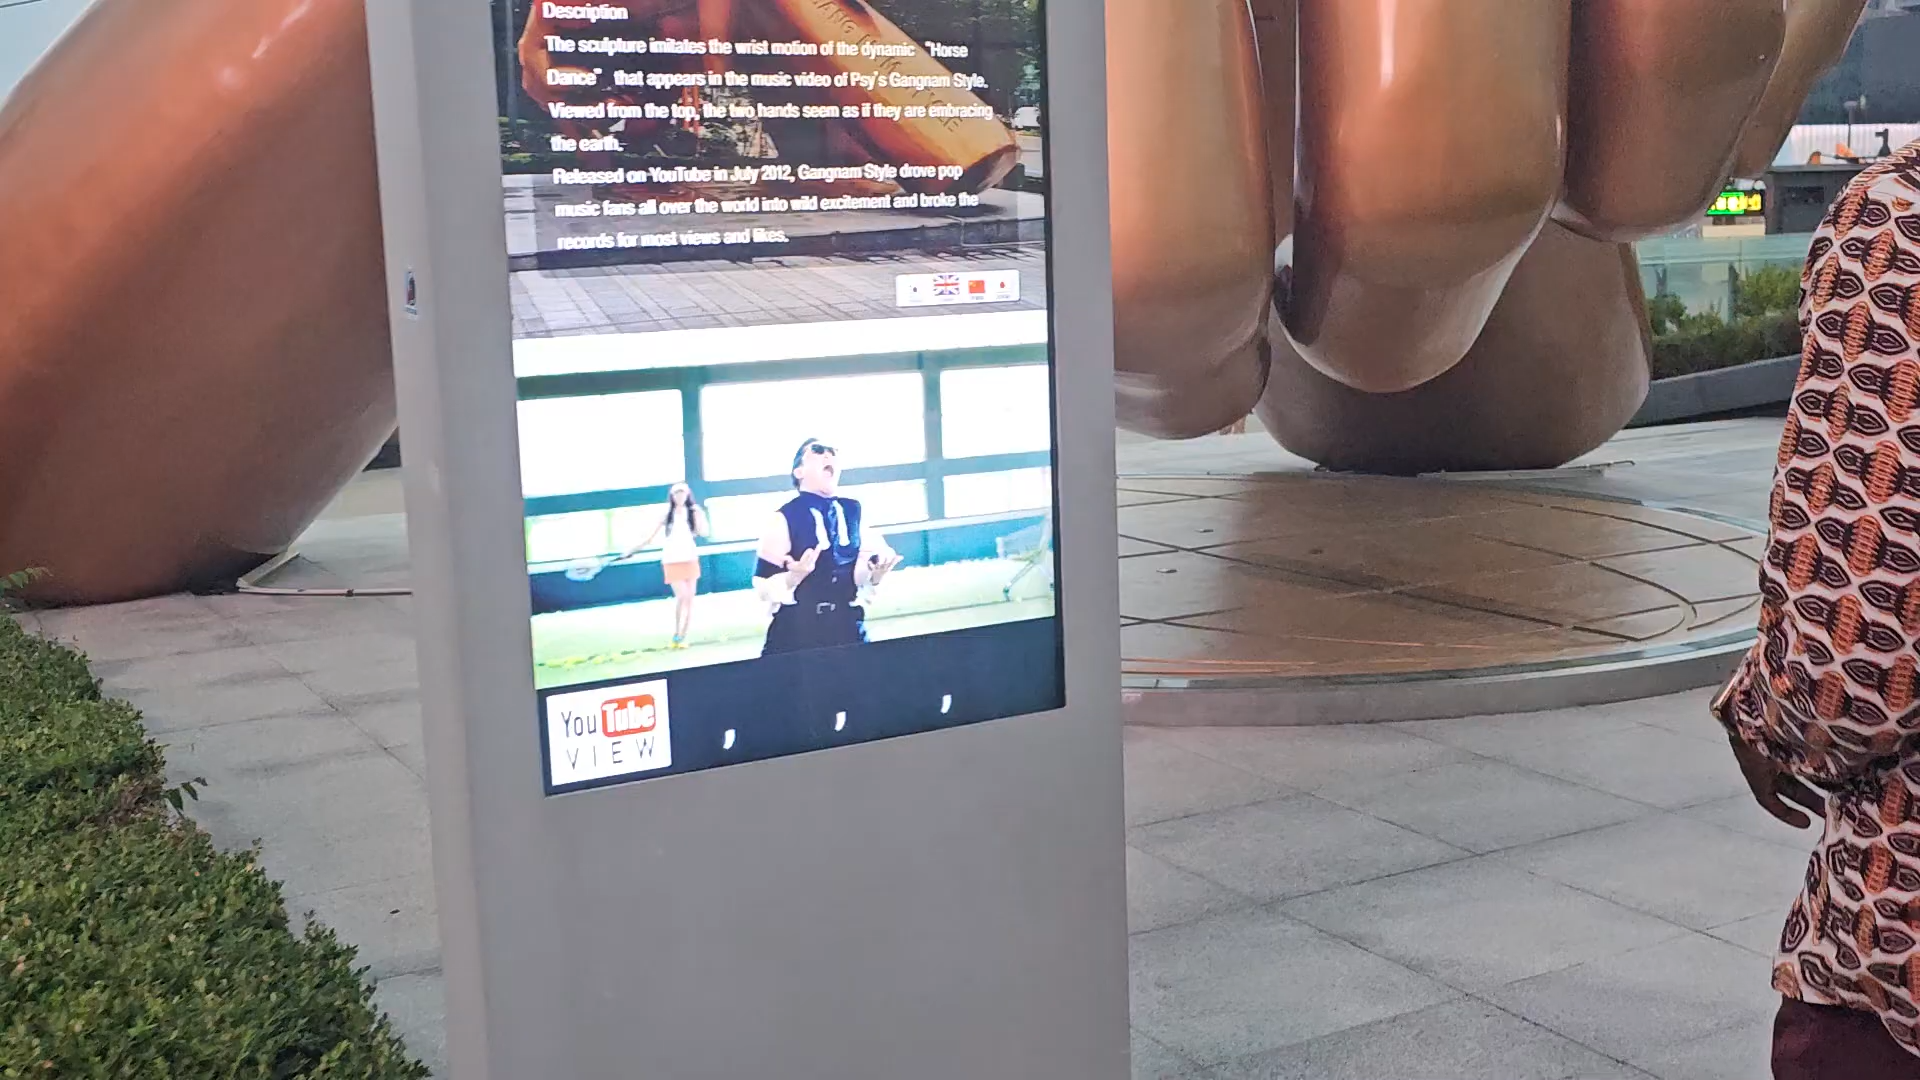 Description
The sculpture imitates the wrist motion of the dynamic "Horse
Dance" that appears in the music video of Psy's Gangnam Style.
Viewed from the top, the two hands seem as if they are embracing
the earth.
Released on YouTube in July 2012, Gangnam Style drove pop
music fans all over the world into wild excitement and broke the
records for most views and likes.
YouTube
VIEW
, , ,